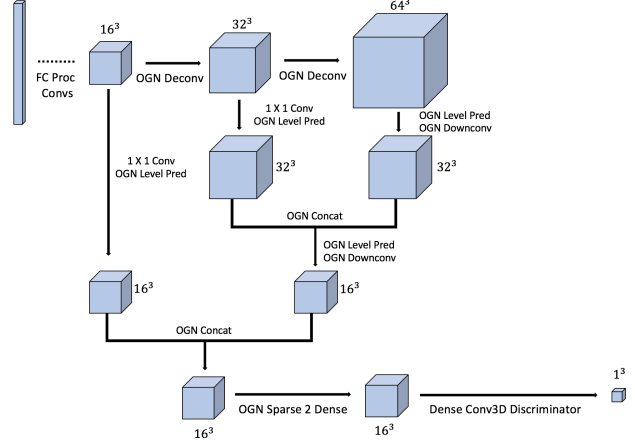 16³
32³
64³
FC Proc
Convs
OGN Deconv
OGN Deconv
1 X 1 Conv
OGN Level Pred
OGN Level Pred
OGN Downconv
1 X 1 Conv
OGN Level Pred
32³
32³
OGN Concat
OGN Level Pred
OGN Downconv
16³
16³
OGN Concat
1³
OGN Sparse 2 Dense
Dense Conv3D Discriminator
16³
16³